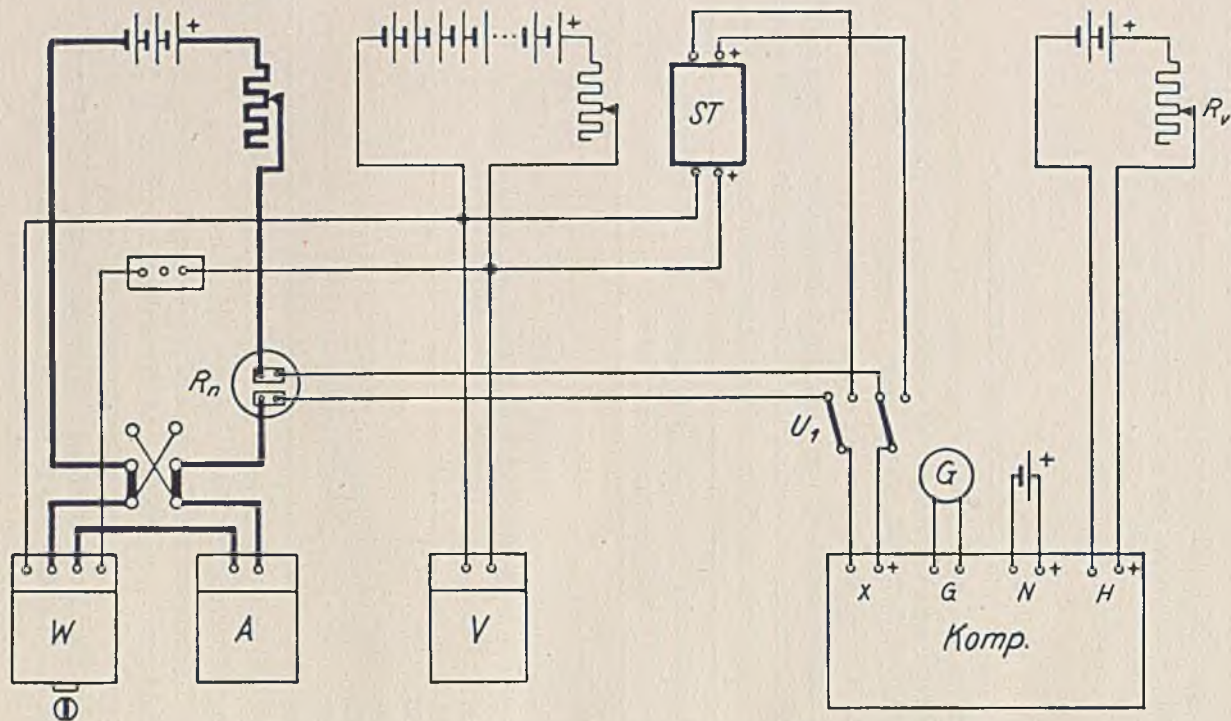 + + + +
ST
Rv
+
Rn
U1
G
+
+ + +
X G N H
W A V Komp.